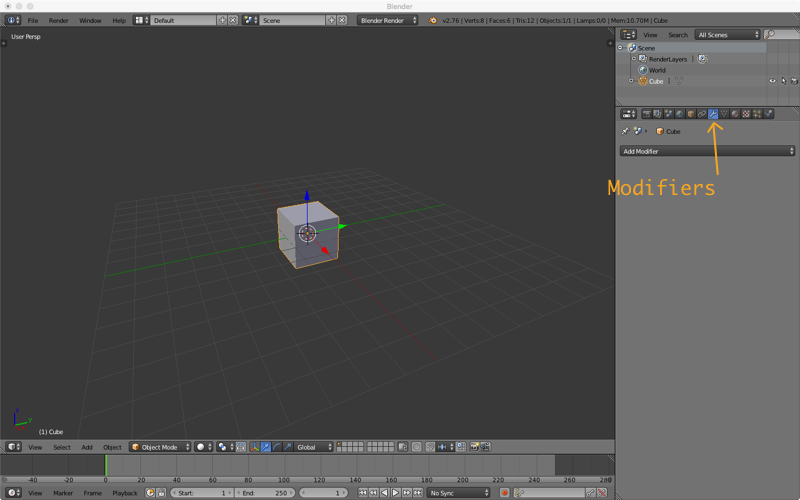 Blender
File Render Window Help Default Scene Blender Render v2.76 | Verts:8 | Faces:6 | Tris:12 | Objects:1/1 | Lamps:0/0 | Mem:10.70M | Cube
User Persp
View Search All Scenes
Scene
RenderLayers
World
Cube
Cube
Add Modifier
Modifiers
(1) Cube
View Select Add Object Object Mode Global
-40 -20 0 20 40 60 80 100 120 140 160 180 200 220 240 260 280
View Marker Frame Playback Start: 1 End: 250 1 No Sync